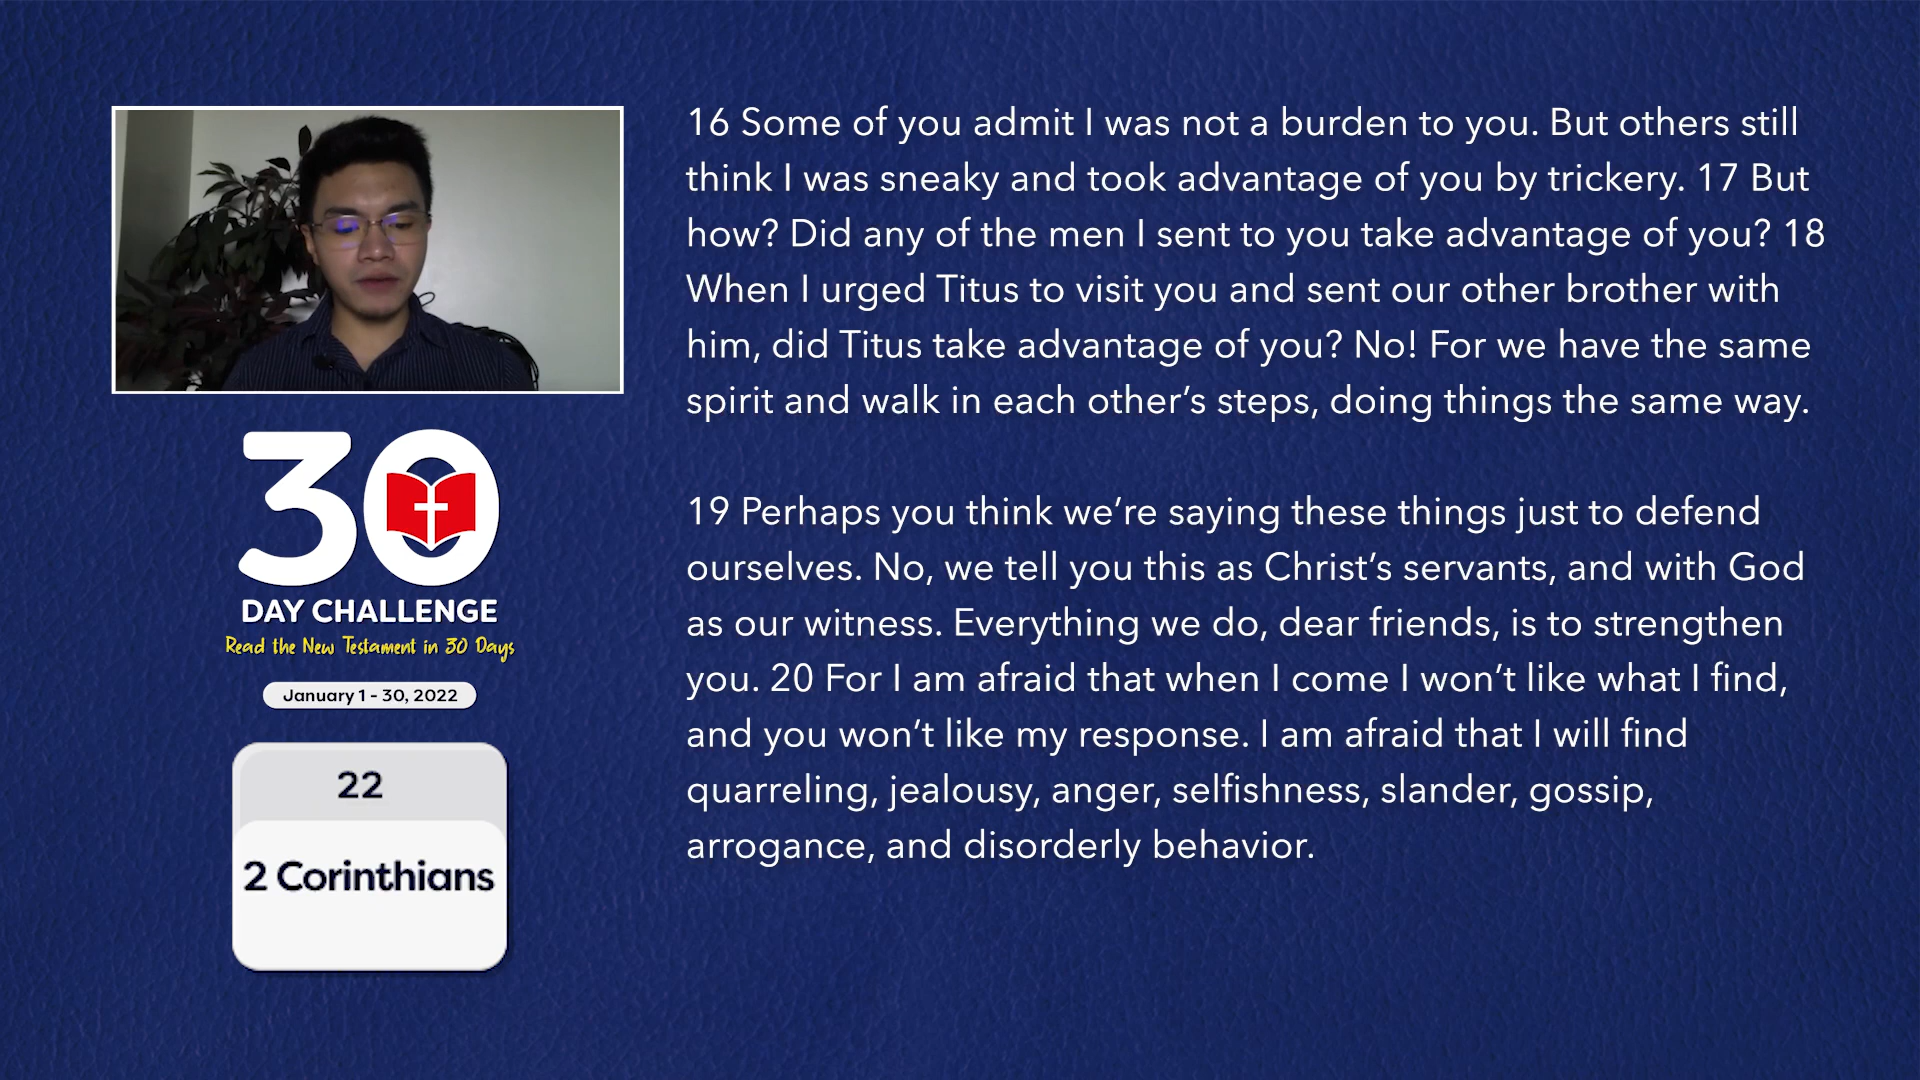 16 Some of you admit I was not a burden to you. But others still
think I was sneaky and took advantage of you by trickery. 17 But
how? Did any of the men I sent to you take advantage of you? 18
When I urged Titus to visit you and sent our other brother with
him, did Titus take advantage of you? No! For we have the same
spirit and walk in each other’s steps, doing things the same way.
19 Perhaps you think we’re saying these things just to defend
ourselves. No, we tell you this as Christ’s servants, and with God
as our witness. Everything we do, dear friends, is to strengthen
you. 20 For I am afraid that when I come I won’t like what I find,
and you won’t like my response. I am afraid that I will find
quarreling, jealousy, anger, selfishness, slander, gossip,
arrogance, and disorderly behavior.
30
DAY CHALLENGE
Read the New Testament in 30 Days
January 1 - 30, 2022
22
2 Corinthians